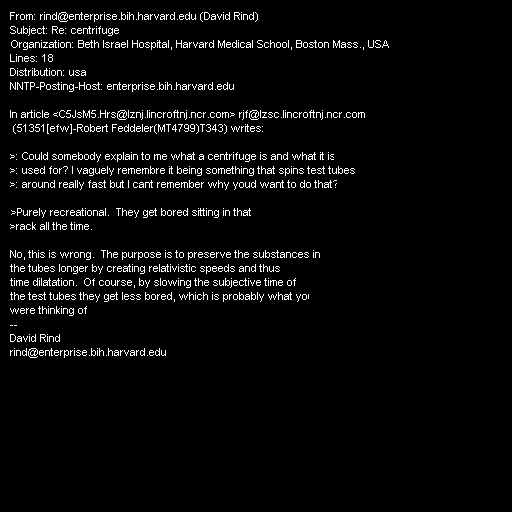 From: rind@enterprise.bih.harvard.edu (David Rind)
Subject: Re: centrifuge
Organization: Beth Israel Hospital, Harvard Medical School, Boston Mass., USA
Lines: 18
Distribution: usa
NNTP-Posting-Host: enterprise.bih.harvard.edu

In article <C5JsM5.Hrs@lznj.lincroftnj.ncr.com> rjf@lzsc.lincroftnj.ncr.com
(51351[efw]-Robert Feddeler(MT4799)T343) writes:

>: Could somebody explain to me what a centrifuge is and what it is
>: used for? I vaguely remembre it being something that spins test tubes
>: around really fast but I cant remember why youd want to do that?

>Purely recreational.  They get bored sitting in that
>rack all the time.

No, this is wrong.  The purpose is to preserve the substances in
the tubes longer by creating relativistic speeds and thus
time dilatation.  Of course, by slowing the subjective time of
the test tubes they get less bored, which is probably what you
were thinking of
--
David Rind
rind@enterprise.bih.harvard.edu